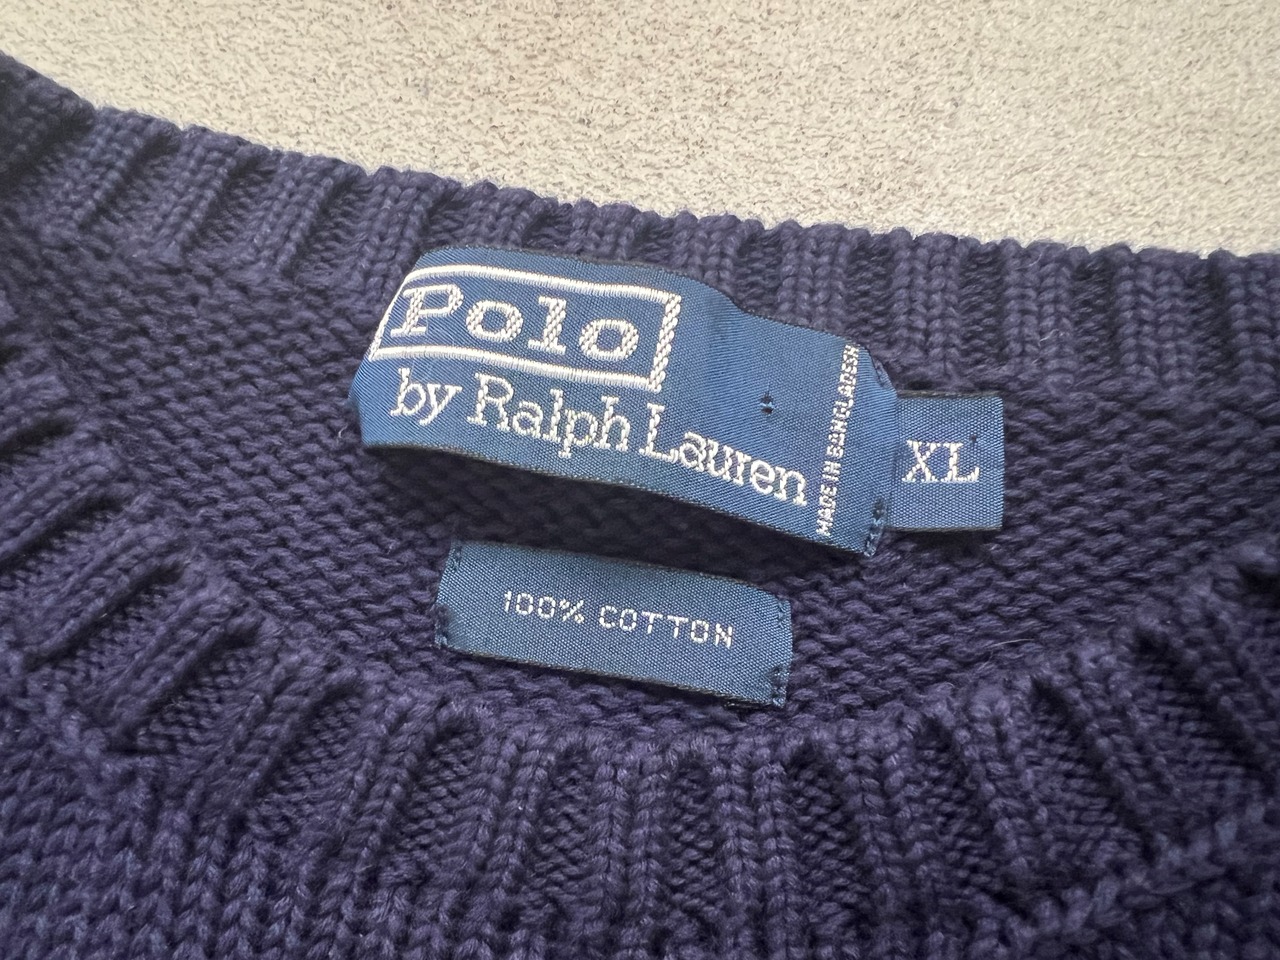 Polo
by Ralph Lauren
MADE IN BANGLADESH
XL
100% COTTON